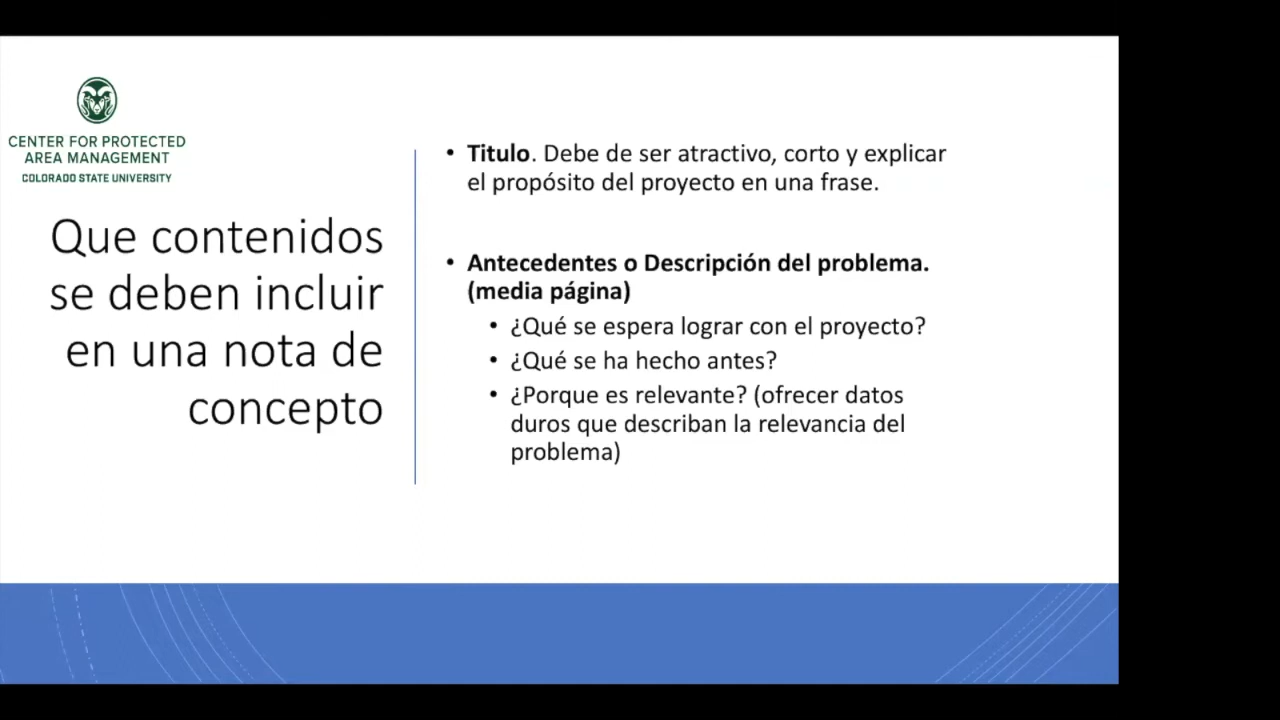 CENTER FOR PROTECTED
AREA MANAGEMENT
COLORADO STATE UNIVERSITY
Que contenidos
se deben incluir
en una nota de
concepto
• Titulo. Debe de ser atractivo, corto y explicar
el propósito del proyecto en una frase.
• Antecedentes o Descripción del problema.
(media página)
• ¿Qué se espera lograr con el proyecto?
• ¿Qué se ha hecho antes?
• ¿Porque es relevante? (ofrecer datos
duros que describan la relevancia del
problema)